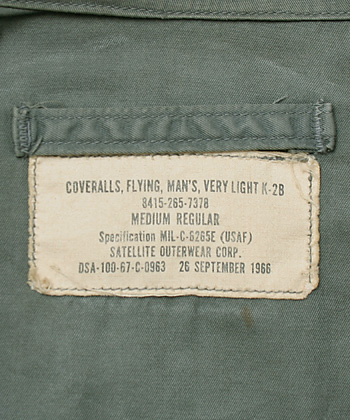 COVERALLS, FLYING, MAN'S, VERY LIGHT K-2B
8415-265-7378
MEDIUM REGULAR
Specification MIL-C-6265E (USAF)
SATELLITE OUTERWEAR CORP.
DSA-100-67-C-0963 26 SEPTEMBER 1966